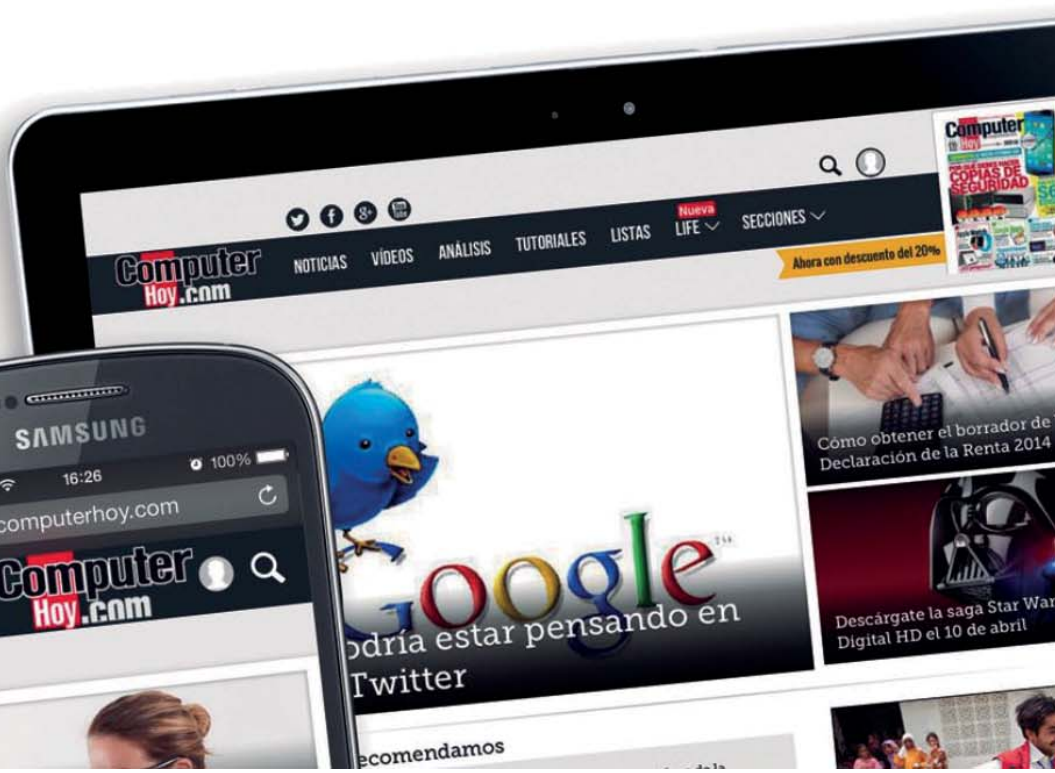 Computer
Hoy.com
NOTICIAS VÍDEOS ANÁLISIS TUTORIALES LISTAS Nueva LIFE SECCIONES
Ahora con descuento del 20%
Computer
Hoy
COPIAS DE
SEGURIDAD
Google
odría estar pensando en
Twitter
Cómo obtener el borrador de
Declaración de la Renta 2014
Descárgate la saga Star War
Digital HD el 10 de abril
ecomendamos
SAMSUNG
16:26 100%
computerhoy.com
Computer
Hoy.com